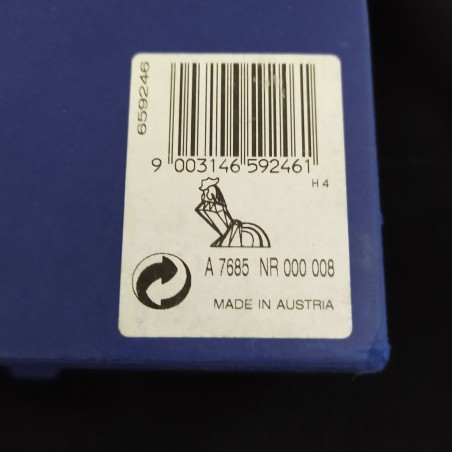 659246
9 003146 592461
H 4
A 7685 NR 000 008
MADE IN AUSTRIA